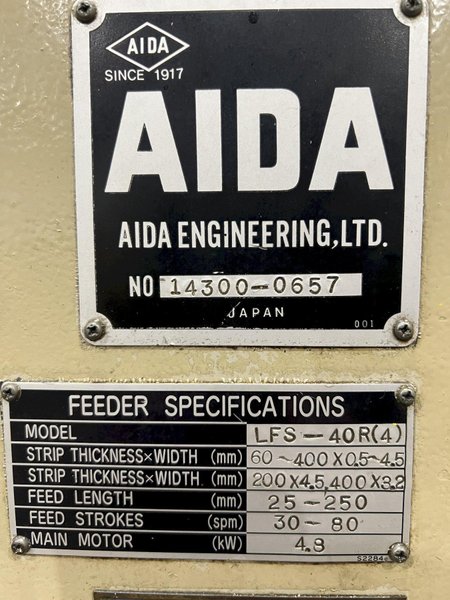 AIDA
SINCE 1917
AIDA
AIDA ENGINEERING,LTD.
NO 14300-0657
JAPAN
001
FEEDER SPECIFICATIONS
MODEL LFS-40R(4)
STRIP THICKNESS×WIDTH (mm) 60~400X0.5~4.5
STRIP THICKNESS×WIDTH (mm) 200X4.5,400X3.2
FEED LENGTH (mm) 25-250
FEED STROKES (spm) 30-80
MAIN MOTOR (kW) 4.8